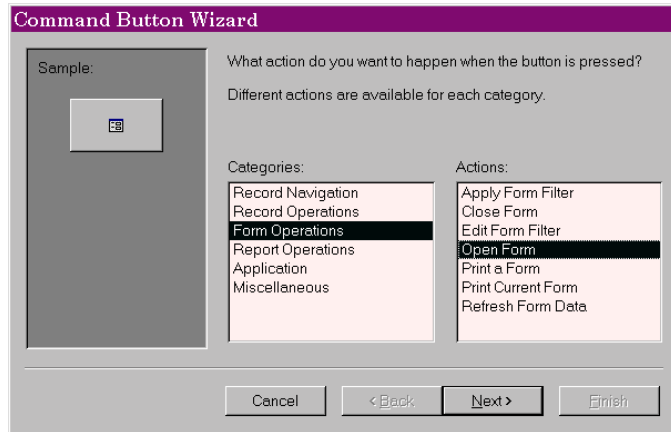 Command Button Wizard
Sample:
What action do you want to happen when the button is pressed?
Different actions are available for each category.
Categories:
Record Navigation
Record Operations
Form Operations
Report Operations
Application
Miscellaneous
Actions:
Apply Form Filter
Close Form
Edit Form Filter
Open Form
Print a Form
Print Current Form
Refresh Form Data
Cancel
< Back
Next >
Finish